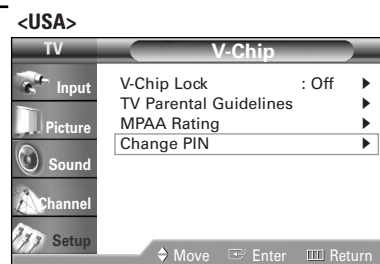 <USA>
TV
V-Chip
Input
Picture
Sound
Channel
Setup
V-Chip Lock : Off ▶
TV Parental Guidelines ▶
MPAA Rating ▶
Change PIN ▶
Move Enter Return